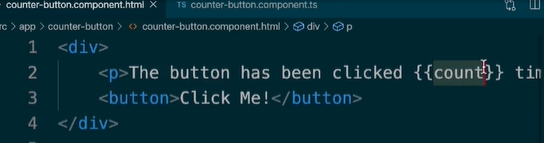 counter-button.component.html TS counter-button.component.ts
rc > app > counter-button > <> counter-button.component.html > div > p
1 <div>
2 <p>The button has been clicked {{count}} tim
3 <button>Click Me!</button>
4 </div>